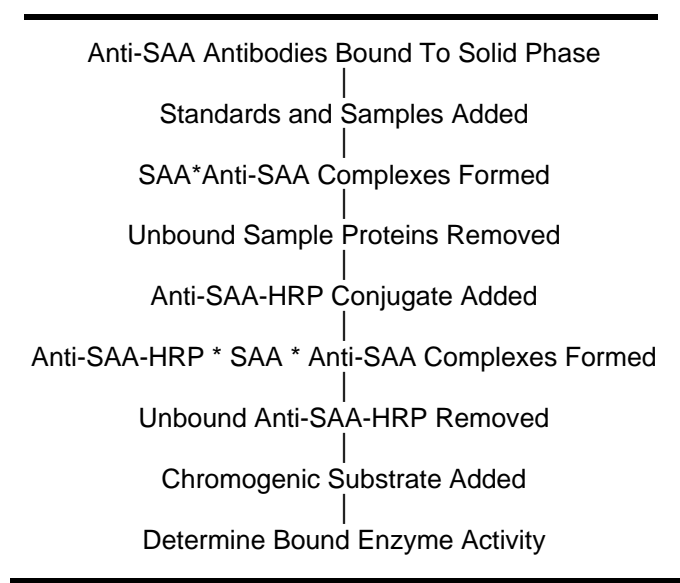 Anti-SAA Antibodies Bound To Solid Phase
Standards and Samples Added
SAA*Anti-SAA Complexes Formed
Unbound Sample Proteins Removed
Anti-SAA-HRP Conjugate Added
Anti-SAA-HRP * SAA * Anti-SAA Complexes Formed
Unbound Anti-SAA-HRP Removed
Chromogenic Substrate Added
Determine Bound Enzyme Activity